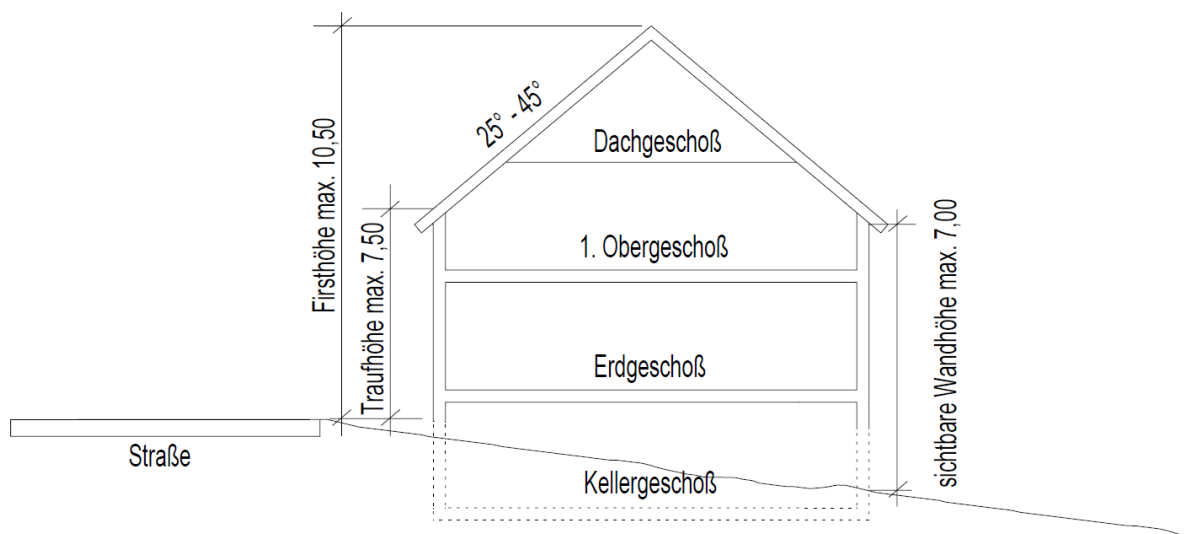 Firsthöhe max. 10,50
25° - 45°
Dachgeschoß
Traufhöhe max. 7,50
1. Obergeschoß
sichtbare Wandhöhe max. 7,00
Erdgeschoß
Straße
Kellergeschoß